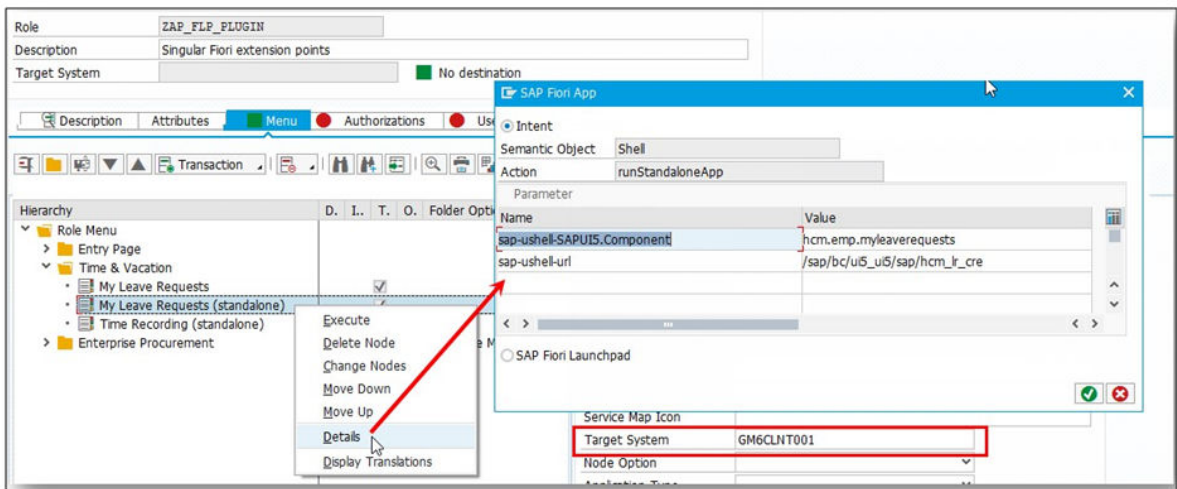 Role ZAP_FLP_PLUGIN
Description Singular Fiori extension points
Target System No destination
Description Attributes Menu Authorizations
Transaction
Hierarchy D. I.. T. O.
Role Menu
Entry Page
Time & Vacation
My Leave Requests
My Leave Requests (standalone)
Time Recording (standalone)
Enterprise Procurement
Execute
Delete Node
Change Nodes
Move Down
Move Up
Details
Display Translations
SAP Fiori App
Intent
Semantic Object Shell
Action runStandaloneApp
Parameter
Name Value
sap-ushell-SAPUI5.Component hcm.emp.myleaverequests
sap-ushell-url /sap/bc/ui5_ui5/sap/hcm_lr_cre
SAP Fiori Launchpad
Service Map Icon
Target System GM6CLNT001
Node Option